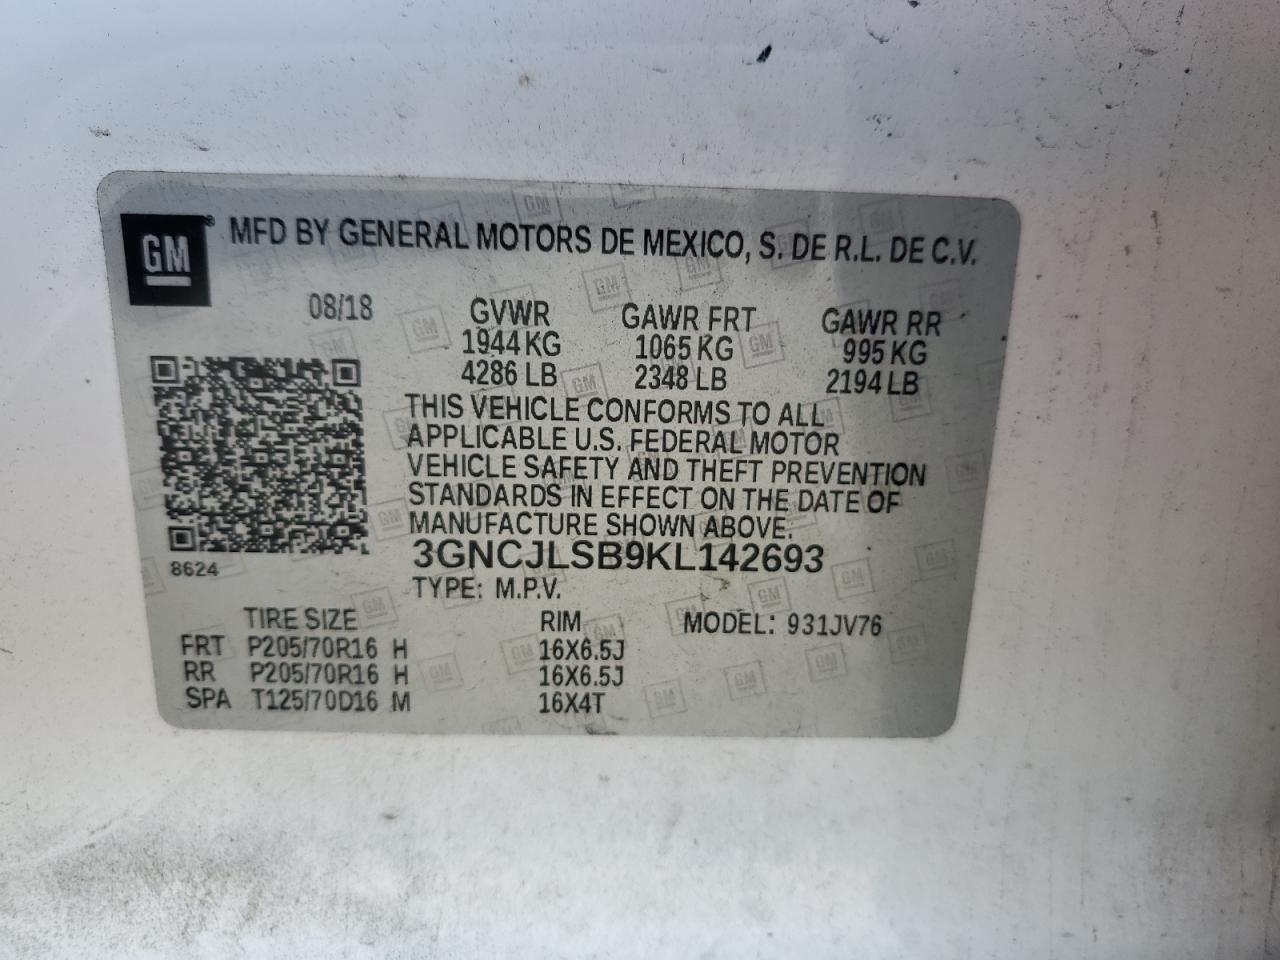 GM® MFD BY GENERAL MOTORS DE MEXICO, S. DE R.L. DE C.V.
08/18 GVWR GAWR FRT GAWR RR
1944 KG 1065 KG 995 KG
4286 LB 2348 LB 2194 LB
THIS VEHICLE CONFORMS TO ALL
APPLICABLE U.S. FEDERAL MOTOR
VEHICLE SAFETY AND THEFT PREVENTION
STANDARDS IN EFFECT ON THE DATE OF
MANUFACTURE SHOWN ABOVE.
3GNCJLSB9KL142693
8624
TYPE: M.P.V.
TIRE SIZE RIM MODEL: 931JV76
FRT P205/70R16 H 16X6.5J
RR P205/70R16 H 16X6.5J
SPA T125/70D16 M 16X4T